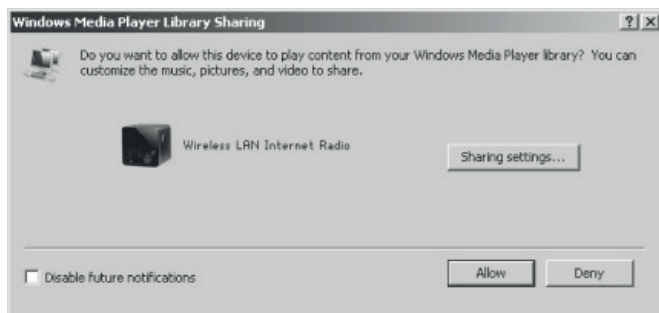 Windows Media Player Library Sharing
Do you want to allow this device to play content from your Windows Media Player library? You can
customize the music, pictures, and video to share.
Wireless LAN Internet Radio
Sharing settings...
Disable future notifications
Allow
Deny